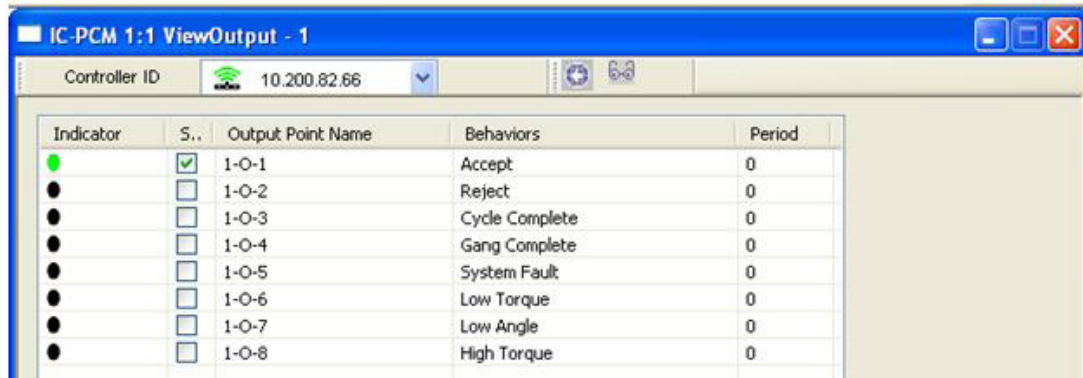 IC-PCM 1:1 ViewOutput - 1
Controller ID 10.200.82.66
Indicator S.. Output Point Name Behaviors Period
1-O-1 Accept 0
1-O-2 Reject 0
1-O-3 Cycle Complete 0
1-O-4 Gang Complete 0
1-O-5 System Fault 0
1-O-6 Low Torque 0
1-O-7 Low Angle 0
1-O-8 High Torque 0